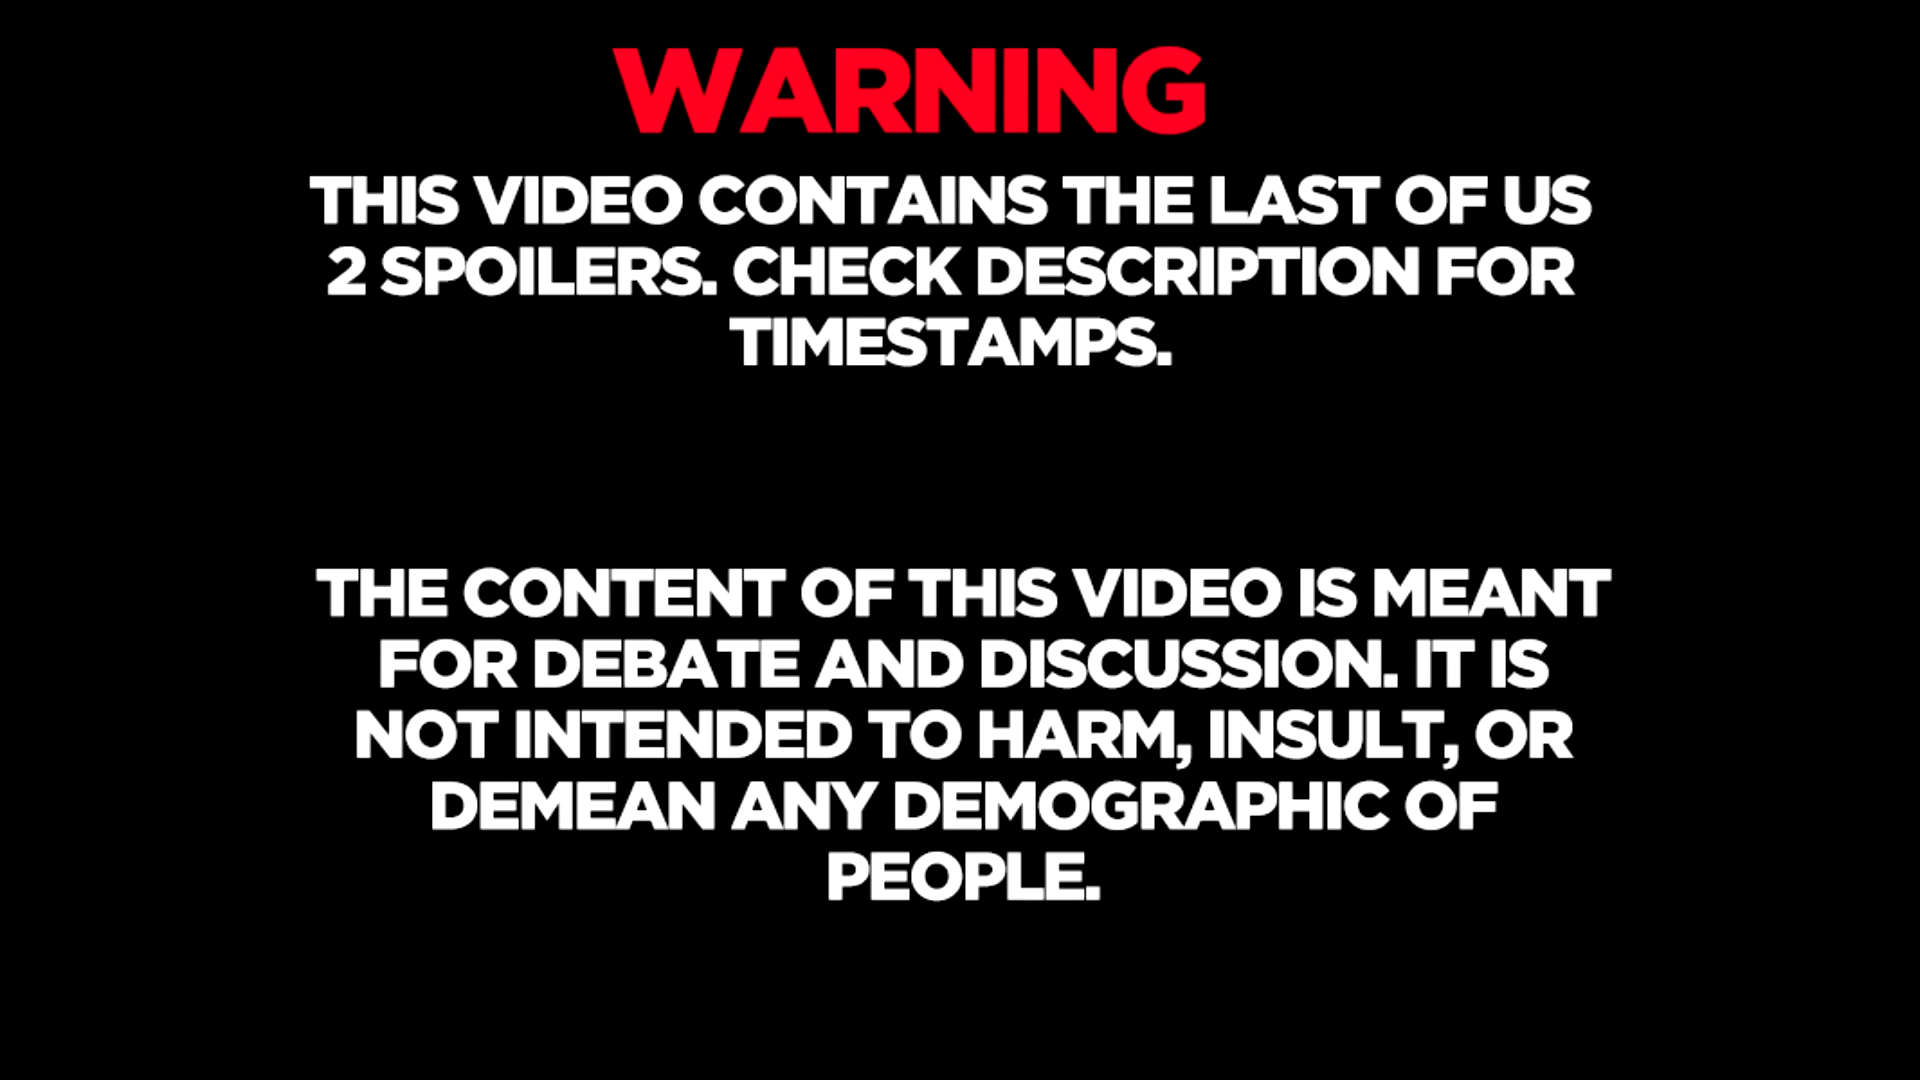 WARNING
THIS VIDEO CONTAINS THE LAST OF US
2 SPOILERS. CHECK DESCRIPTION FOR
TIMESTAMPS.
THE CONTENT OF THIS VIDEO IS MEANT
FOR DEBATE AND DISCUSSION. IT IS
NOT INTENDED TO HARM, INSULT, OR
DEMEAN ANY DEMOGRAPHIC OF
PEOPLE.